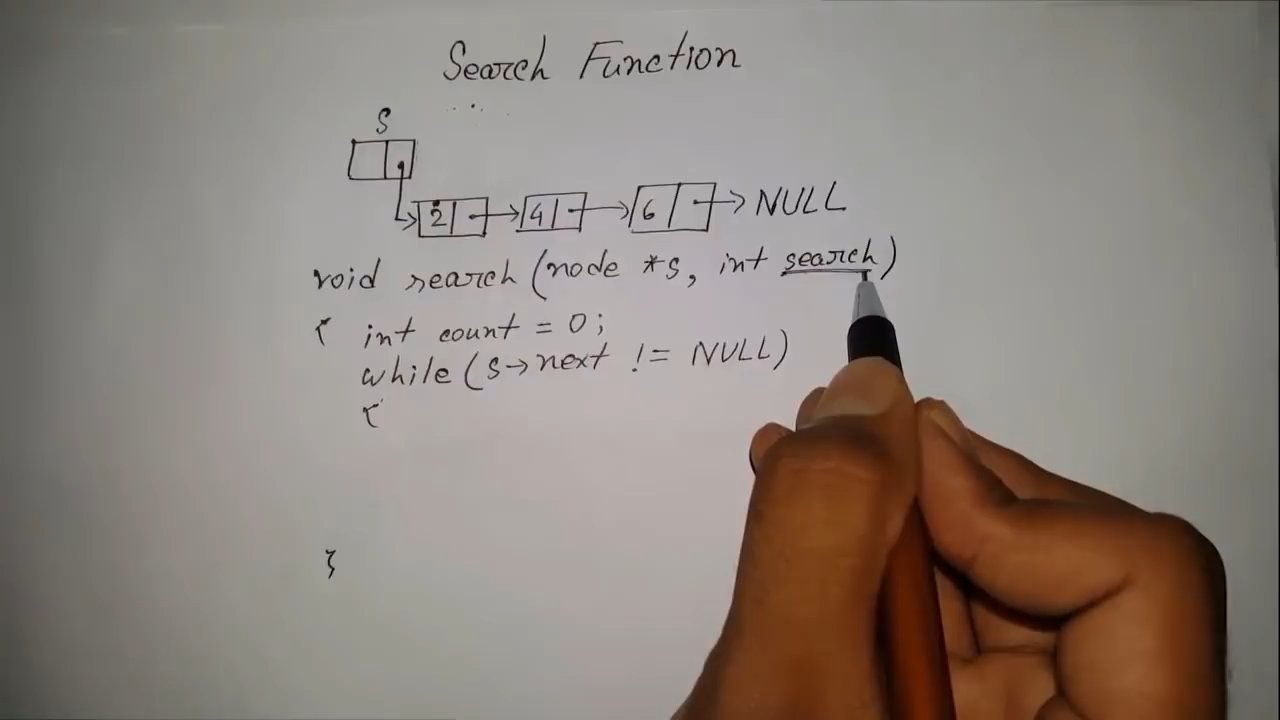 Search Function
S
2 4 6 NULL
void search (node *s, int search)
{ int count = 0;
while (s→next != NULL)
{
}